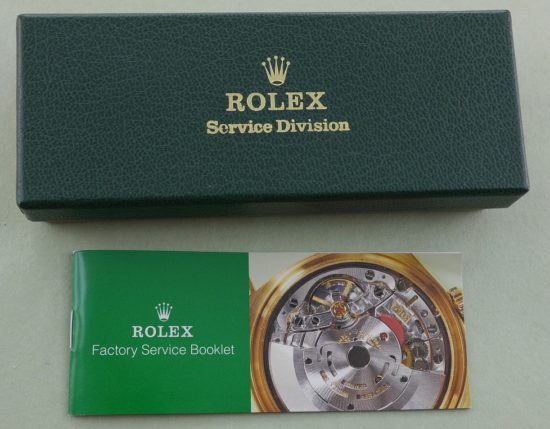 ROLEX
Service Division
ROLEX
Factory Service Booklet